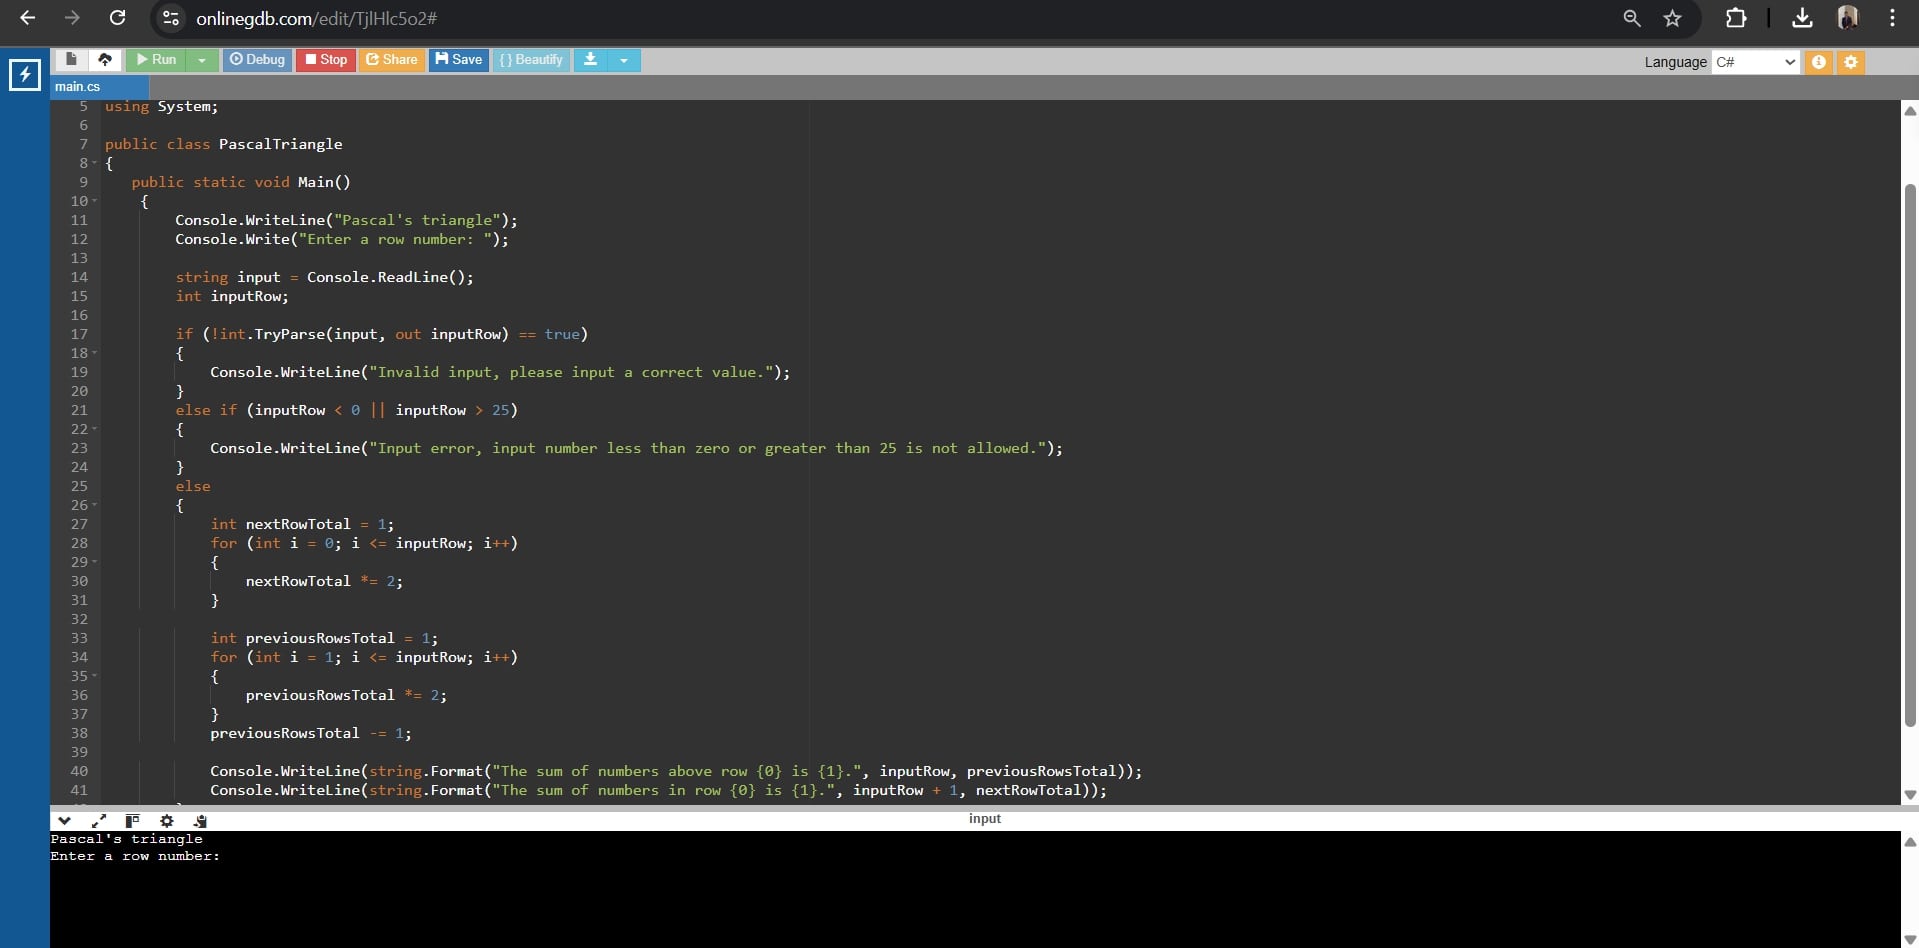 onlinegdb.com/edit/TjlHlc5o2#
Run Debug Stop Share Save { } Beautify Language C#
main.cs
5 using System;
6
7 public class PascalTriangle
8 {
9 public static void Main()
10 {
11 Console.WriteLine("Pascal's triangle");
12 Console.Write("Enter a row number: ");
13
14 string input = Console.ReadLine();
15 int inputRow;
16
17 if (!int.TryParse(input, out inputRow) == true)
18 {
19 Console.WriteLine("Invalid input, please input a correct value.");
20 }
21 else if (inputRow < 0 || inputRow > 25)
22 {
23 Console.WriteLine("Input error, input number less than zero or greater than 25 is not allowed.");
24 }
25 else
26 {
27 int nextRowTotal = 1;
28 for (int i = 0; i <= inputRow; i++)
29 {
30 nextRowTotal *= 2;
31 }
32
33 int previousRowsTotal = 1;
34 for (int i = 1; i <= inputRow; i++)
35 {
36 previousRowsTotal *= 2;
37 }
38 previousRowsTotal -= 1;
39
40 Console.WriteLine(string.Format("The sum of numbers above row {0} is {1}.", inputRow, previousRowsTotal));
41 Console.WriteLine(string.Format("The sum of numbers in row {0} is {1}.", inputRow + 1, nextRowTotal));
input
Pascal's triangle
Enter a row number: